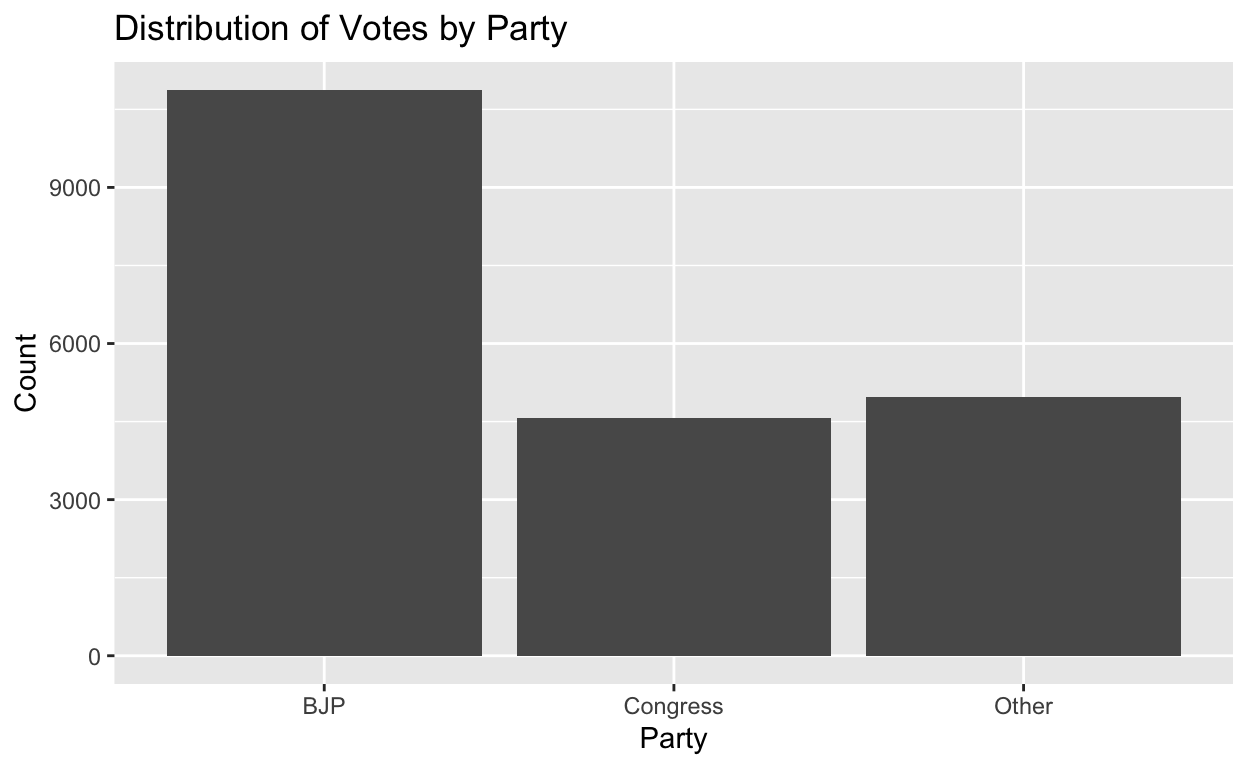 Distribution of Votes by Party
Count
9000
6000
3000
0
BJP
Congress
Other
Party